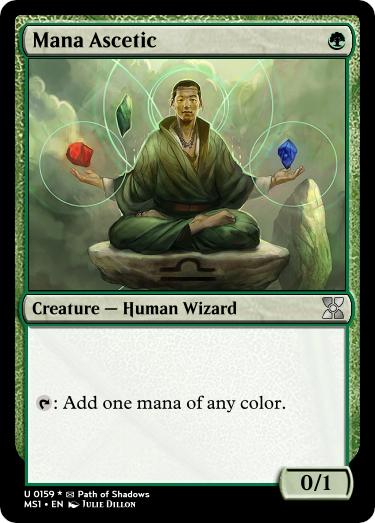 Mana Ascetic
Creature — Human Wizard
: Add one mana of any color.
0/1
U 0159 * Path of Shadows
MS1 • EN Julie Dillon